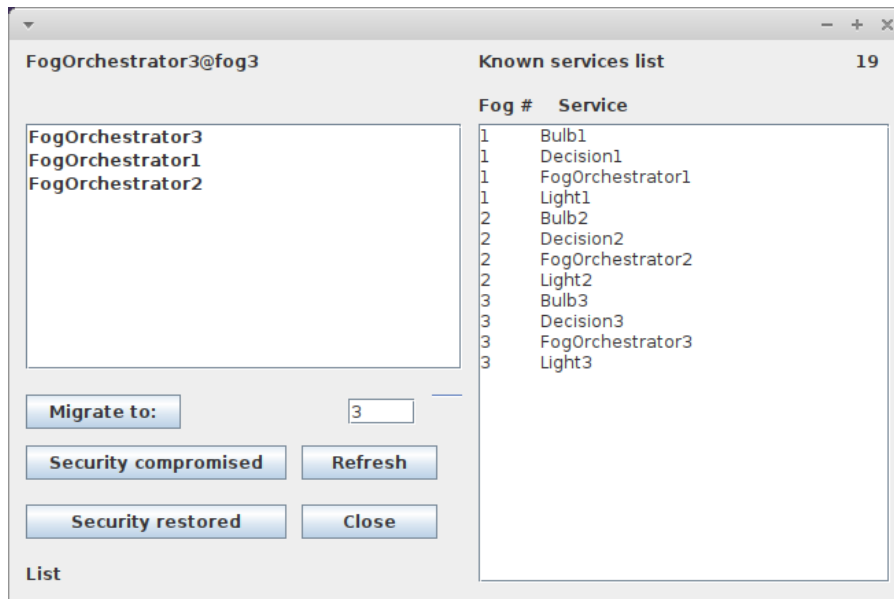 FogOrchestrator3@fog3
FogOrchestrator3
FogOrchestrator1
FogOrchestrator2
Migrate to: 3
Security compromised Refresh
Security restored Close
List
Known services list 19
Fog # Service
1 Bulb1
1 Decision1
1 FogOrchestrator1
1 Light1
2 Bulb2
2 Decision2
2 FogOrchestrator2
2 Light2
3 Bulb3
3 Decision3
3 FogOrchestrator3
3 Light3